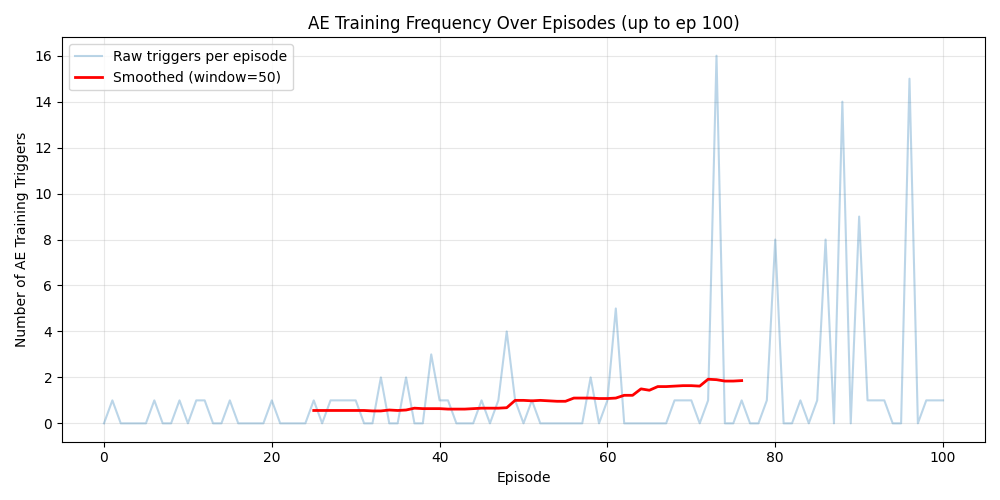 AE Training Frequency Over Episodes (up to ep 100)
Raw triggers per episode
Smoothed (window=50)
Number of AE Training Triggers
16
14
12
10
8
6
4
2
0
0 20 40 60 80 100
Episode